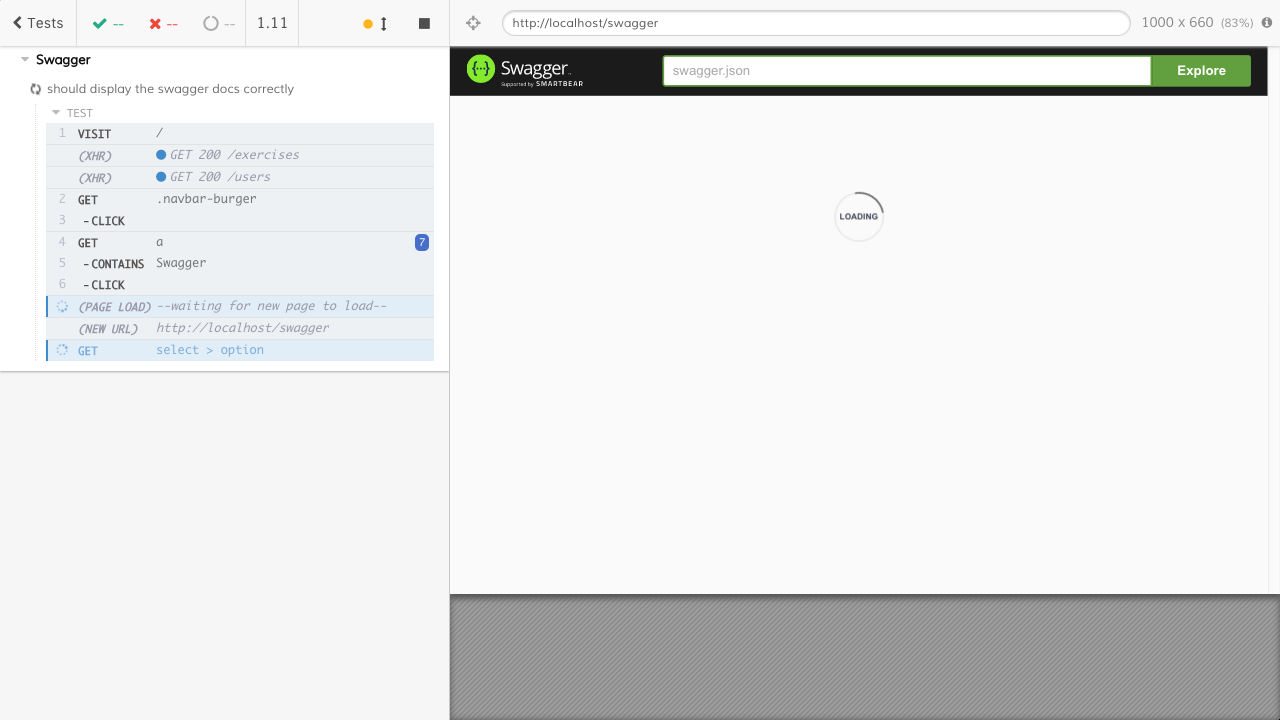 Tests
--
--
--
1.11
http://localhost/swagger
1000 x 660 (83%)
Swagger
should display the swagger docs correctly
TEST
1 VISIT /
(XHR) GET 200 /exercises
(XHR) GET 200 /users
2 GET .navbar-burger
3 -CLICK
4 GET a 7
5 -CONTAINS Swagger
6 -CLICK
(PAGE LOAD) --waiting for new page to load--
(NEW URL) http://localhost/swagger
GET select > option
{...} Swagger
Supported by SMARTBEAR
swagger.json
Explore
LOADING